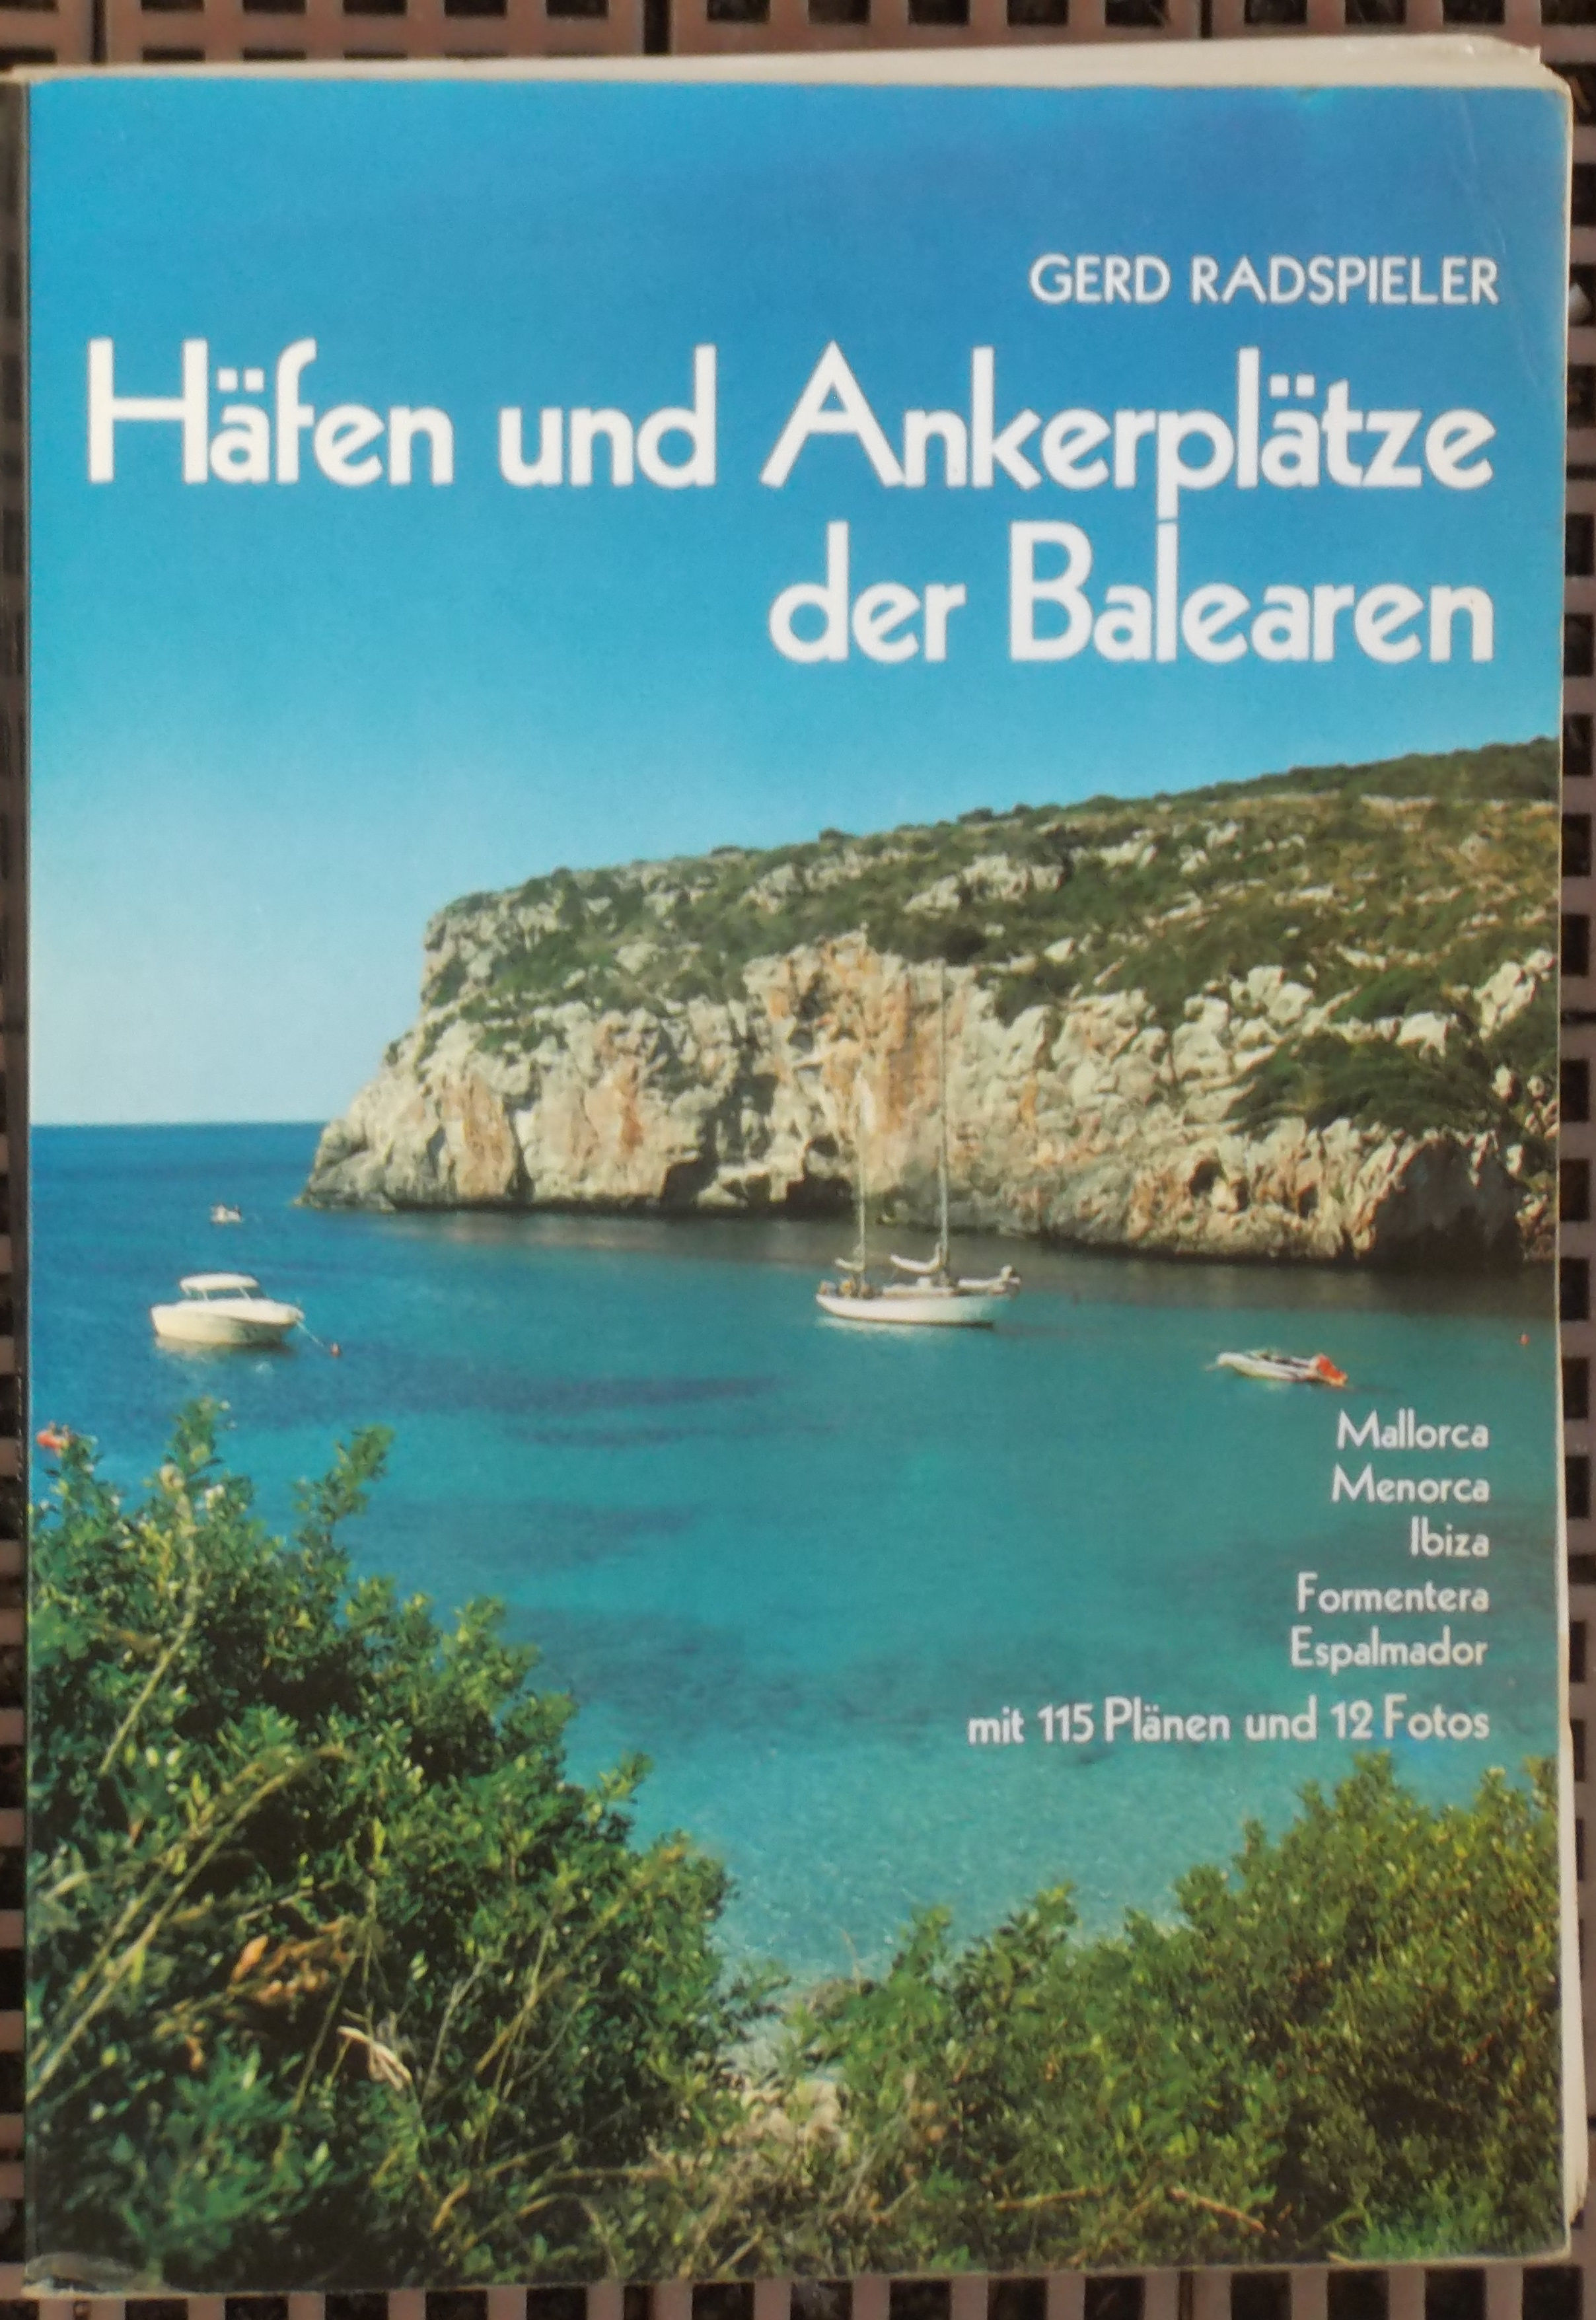 GERD RADSPIELER
Häfen und Ankerplätze
der Balearen
Mallorca
Menorca
Ibiza
Formentera
Espalmador
mit 115 Plänen und 12 Fotos